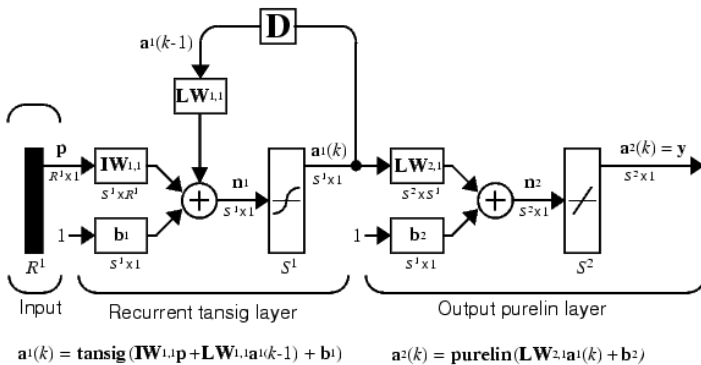 D
a¹(k-1)
LW1,1
p
a¹(k)
a²(k) = y
IW1,1
LW2,1
n1
n2
R¹x1
S¹x1
S²x1
S¹xR¹
S²xS¹
S¹x1
S²x1
1
b1
1
b2
S¹x1
S²x1
R¹
S¹
S²
Input
Recurrent tansig layer
Output purelin layer
a¹(k) = tansig (IW1,1p+LW1,1a¹(k-1) + b1)
a²(k) = purelin(LW2,1a¹(k) + b2)